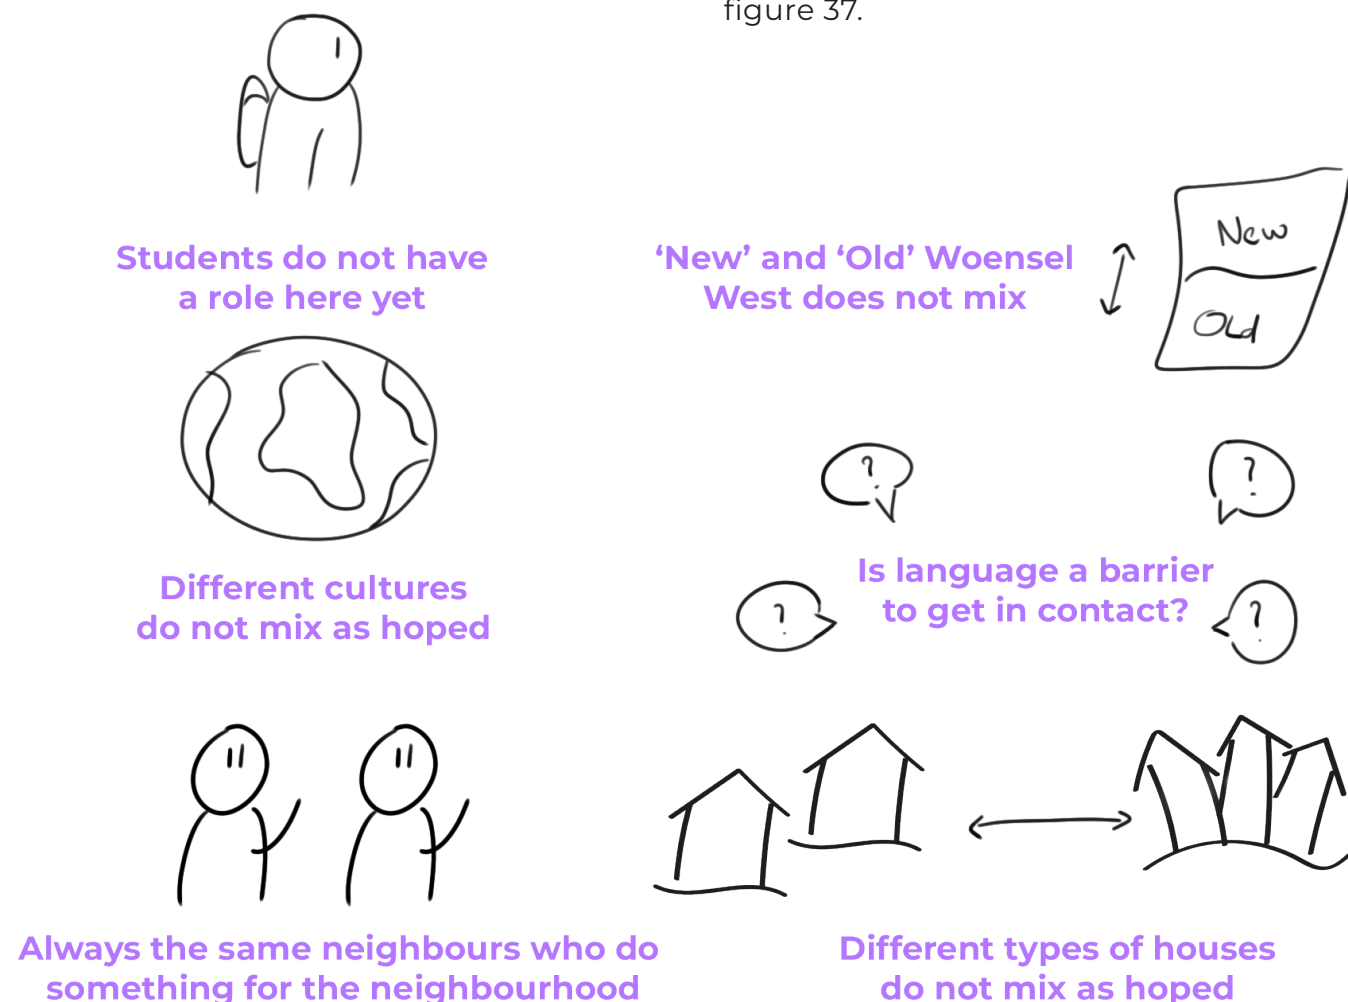 figure 37.
Students do not have
a role here yet
‘New’ and ‘Old’ Woensel
West does not mix
New
Old
Different cultures
do not mix as hoped
?
?
Is language a barrier
to get in contact?
?
?
Always the same neighbours who do
something for the neighbourhood
Different types of houses
do not mix as hoped